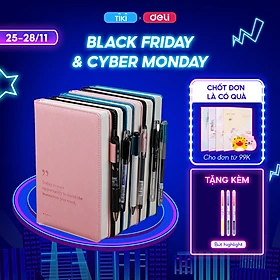 TIKI × deli
25-28/11
BLACK FRIDAY
& CYBER MONDAY
CHỐT ĐƠN
LÀ CÓ QUÀ
Cho đơn từ 99K
TẶNG KÈM
Bút highlight